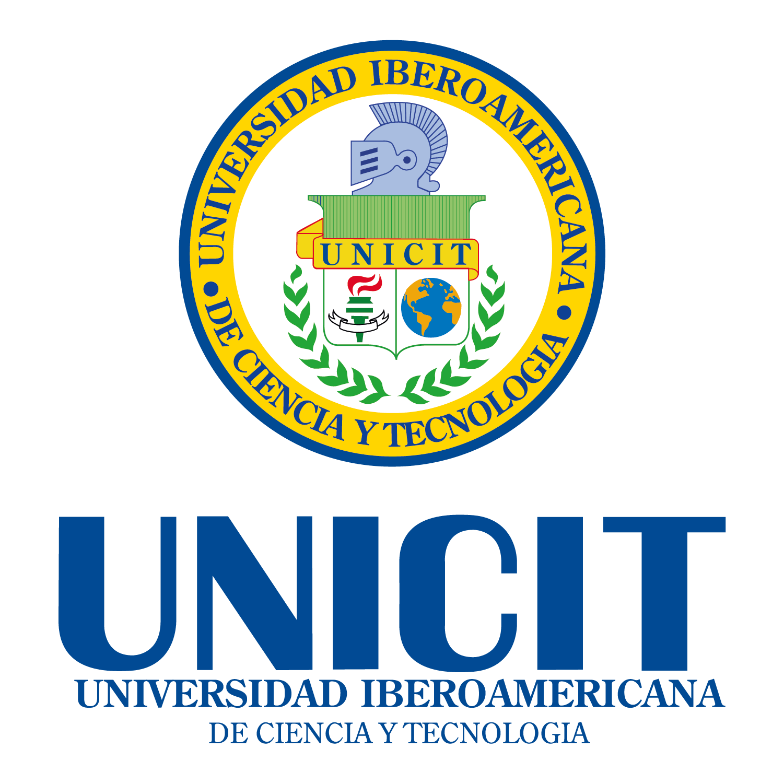 UNIVERSIDAD IBEROAMERICANA
DE CIENCIA Y TECNOLOGIA
UNICIT
UNICIT
UNIVERSIDAD IBEROAMERICANA
DE CIENCIA Y TECNOLOGIA